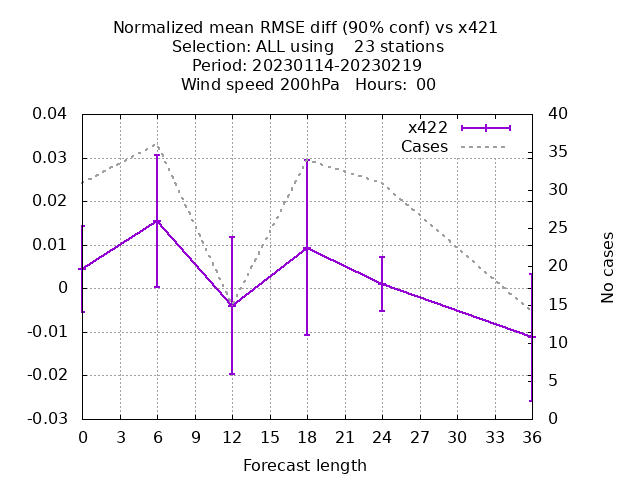 Normalized mean RMSE diff (90% conf) vs x421
Selection: ALL using    23 stations
Period: 20230114-20230219
Wind speed 200hPa   Hours:  00
x422
Cases
0.04
0.03
0.02
0.01
0
-0.01
-0.02
-0.03
40
35
30
25
20
15
10
5
0
No cases
0 3 6 9 12 15 18 21 24 27 30 33 36
Forecast length